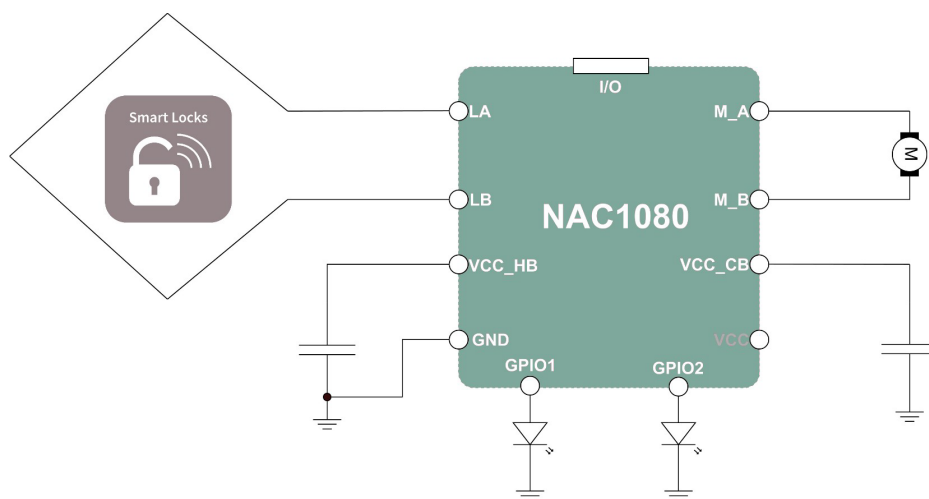 I/O
Smart Locks
LA
M_A
M
LB
M_B
NAC1080
VCC_HB
VCC_CB
GND
VCC
GPIO1
GPIO2